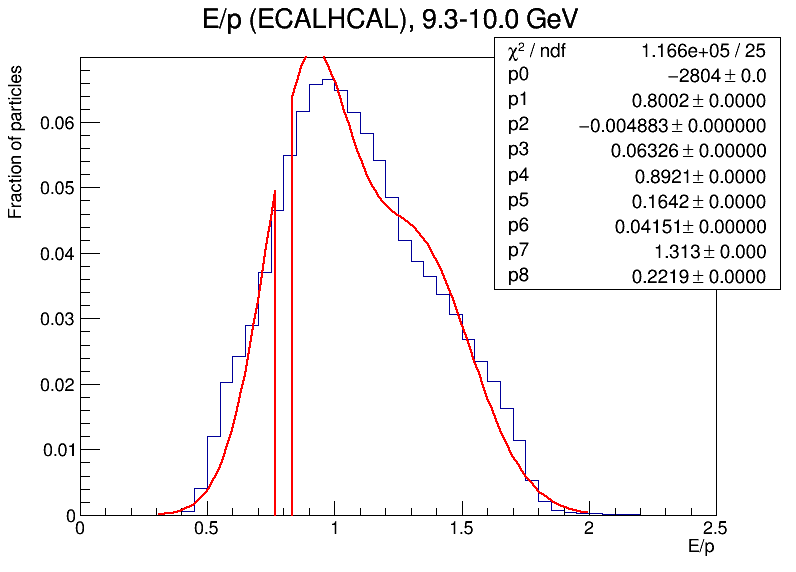 E/p (ECALHCAL), 9.3-10.0 GeV
χ² / ndf 1.166e+05 / 25
p0 −2804 ± 0.0
p1 0.8002 ± 0.0000
p2 −0.004883 ± 0.000000
p3 0.06326 ± 0.00000
p4 0.8921 ± 0.0000
p5 0.1642 ± 0.0000
p6 0.04151 ± 0.00000
p7 1.313 ± 0.000
p8 0.2219 ± 0.0000
Fraction of particles
0.06
0.05
0.04
0.03
0.02
0.01
0
0 0.5 1 1.5 2 2.5
E/p